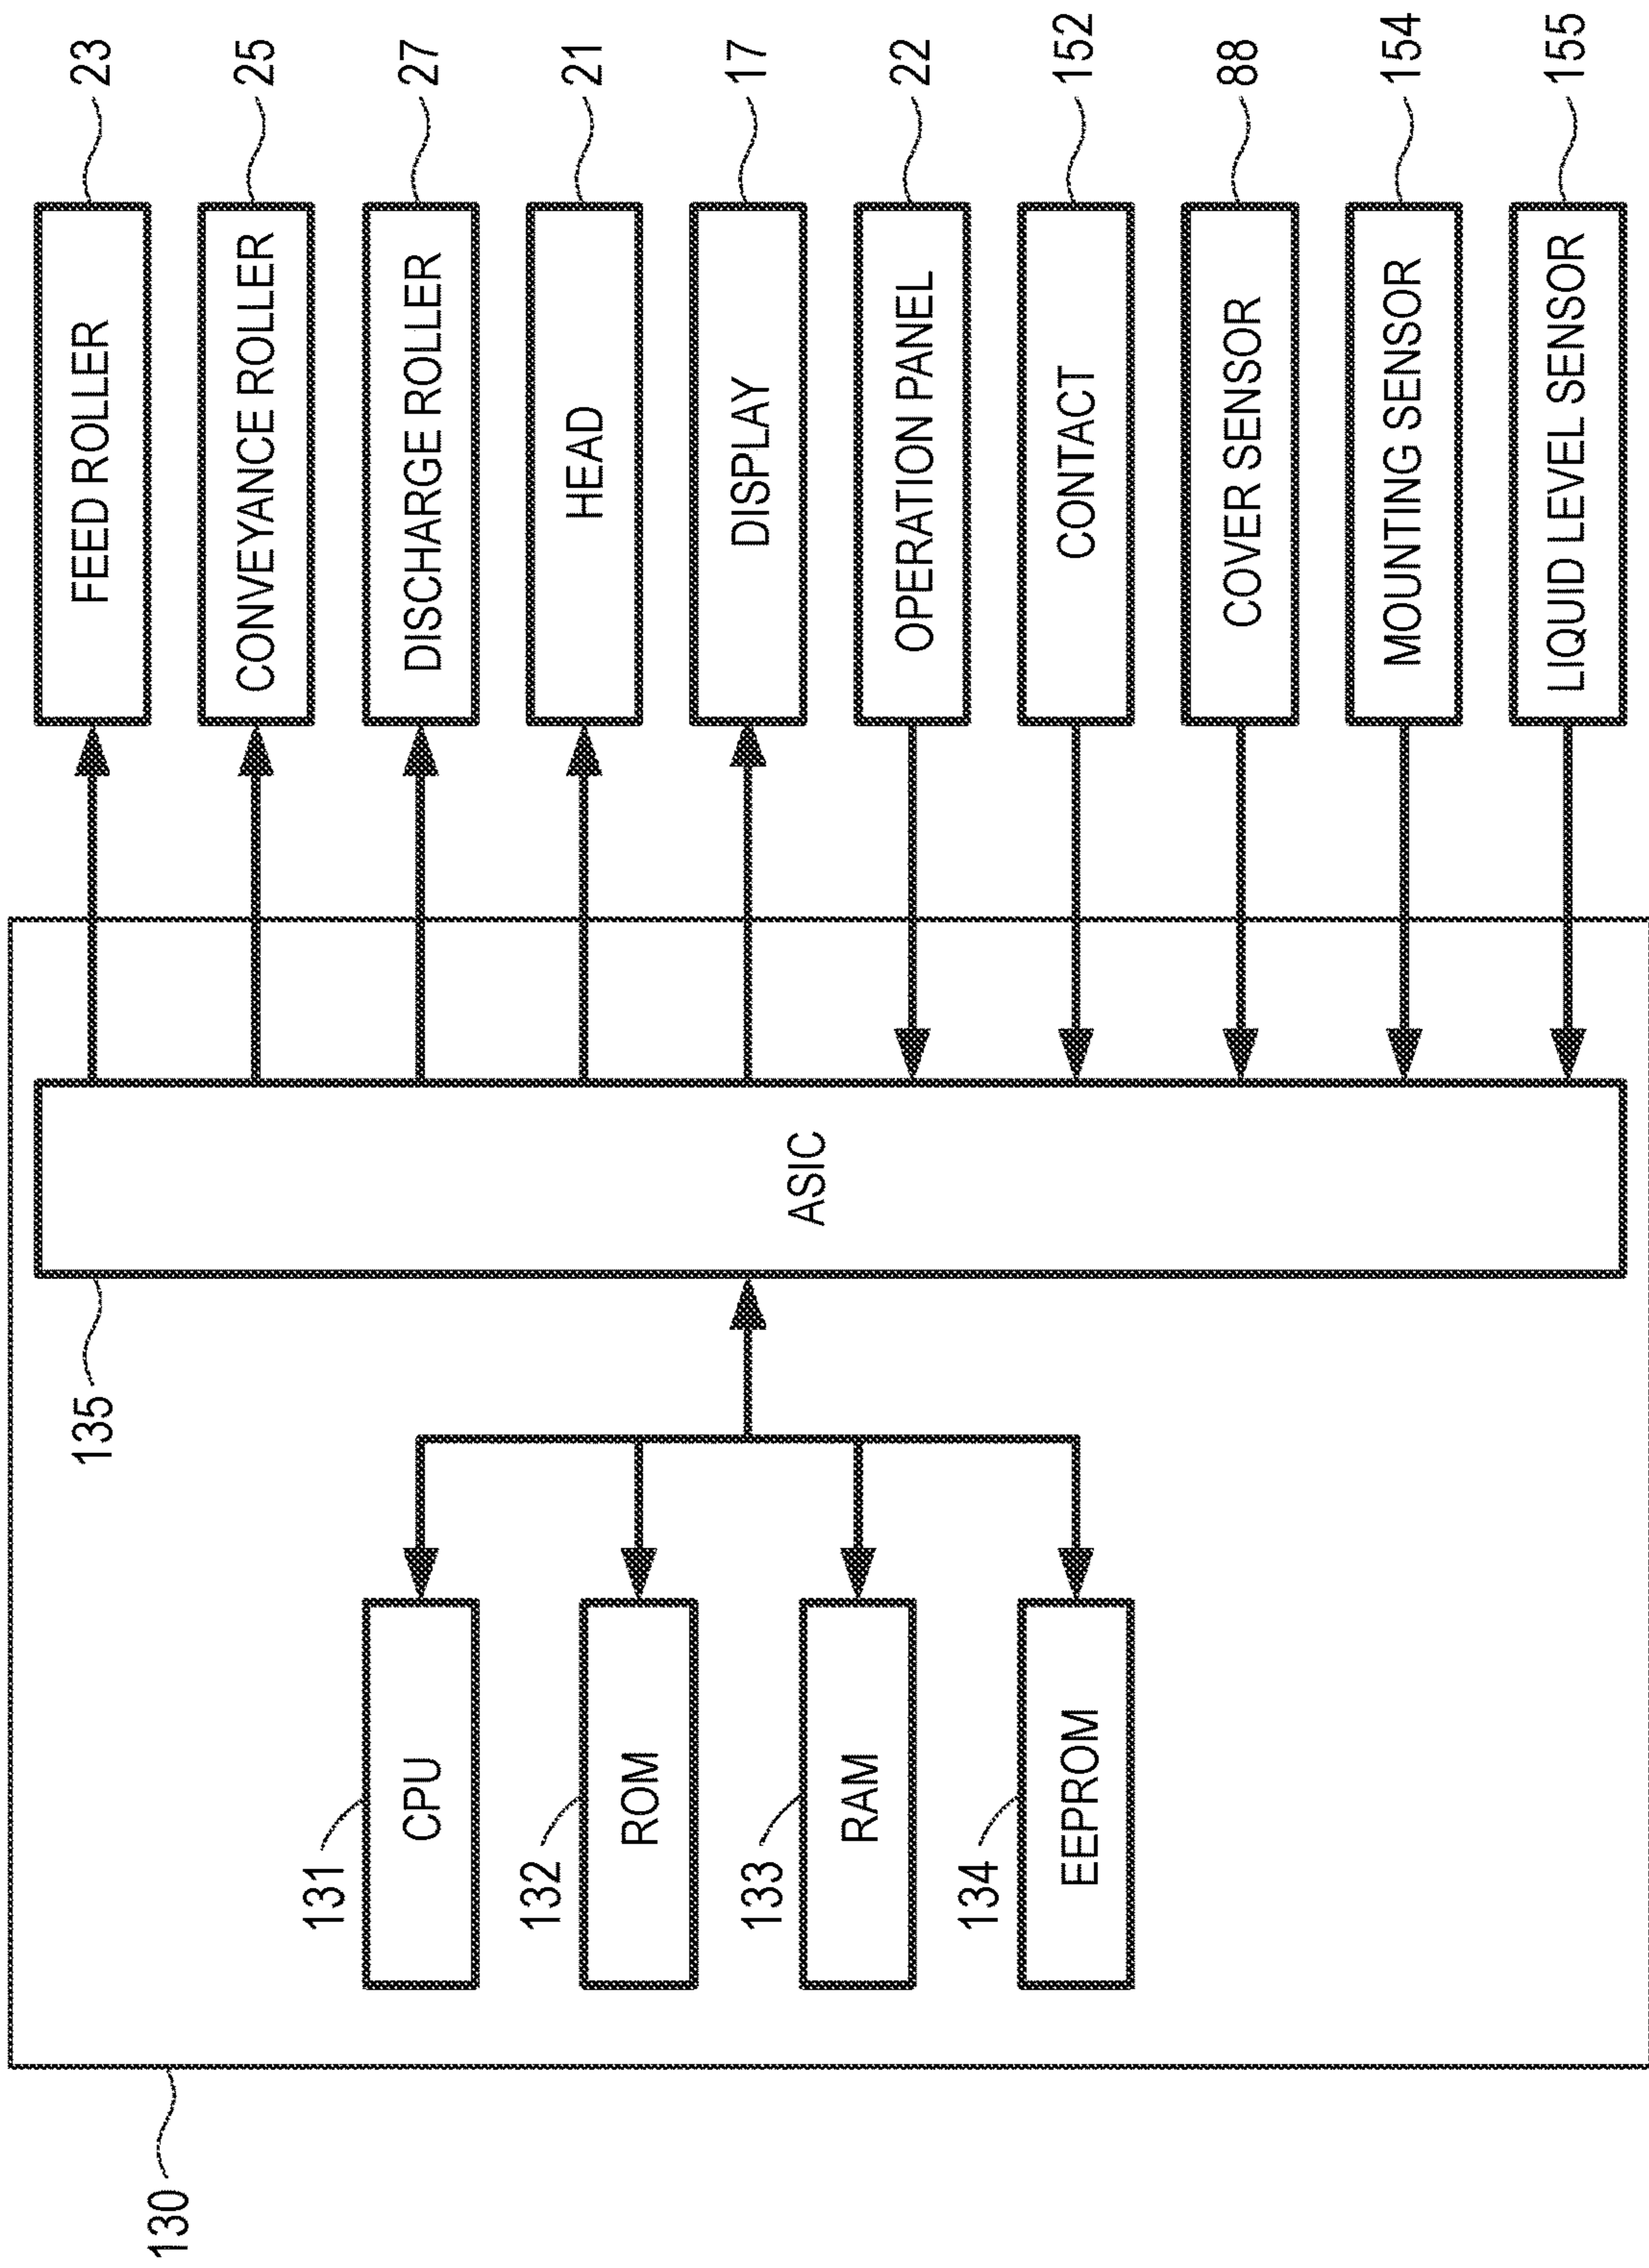 130
131
CPU
132
ROM
133
RAM
134
EEPROM
135
ASIC
FEED ROLLER
23
CONVEYANCE ROLLER
25
DISCHARGE ROLLER
27
HEAD
21
DISPLAY
17
OPERATION PANEL
22
CONTACT
152
COVER SENSOR
88
MOUNTING SENSOR
154
LIQUID LEVEL SENSOR
155